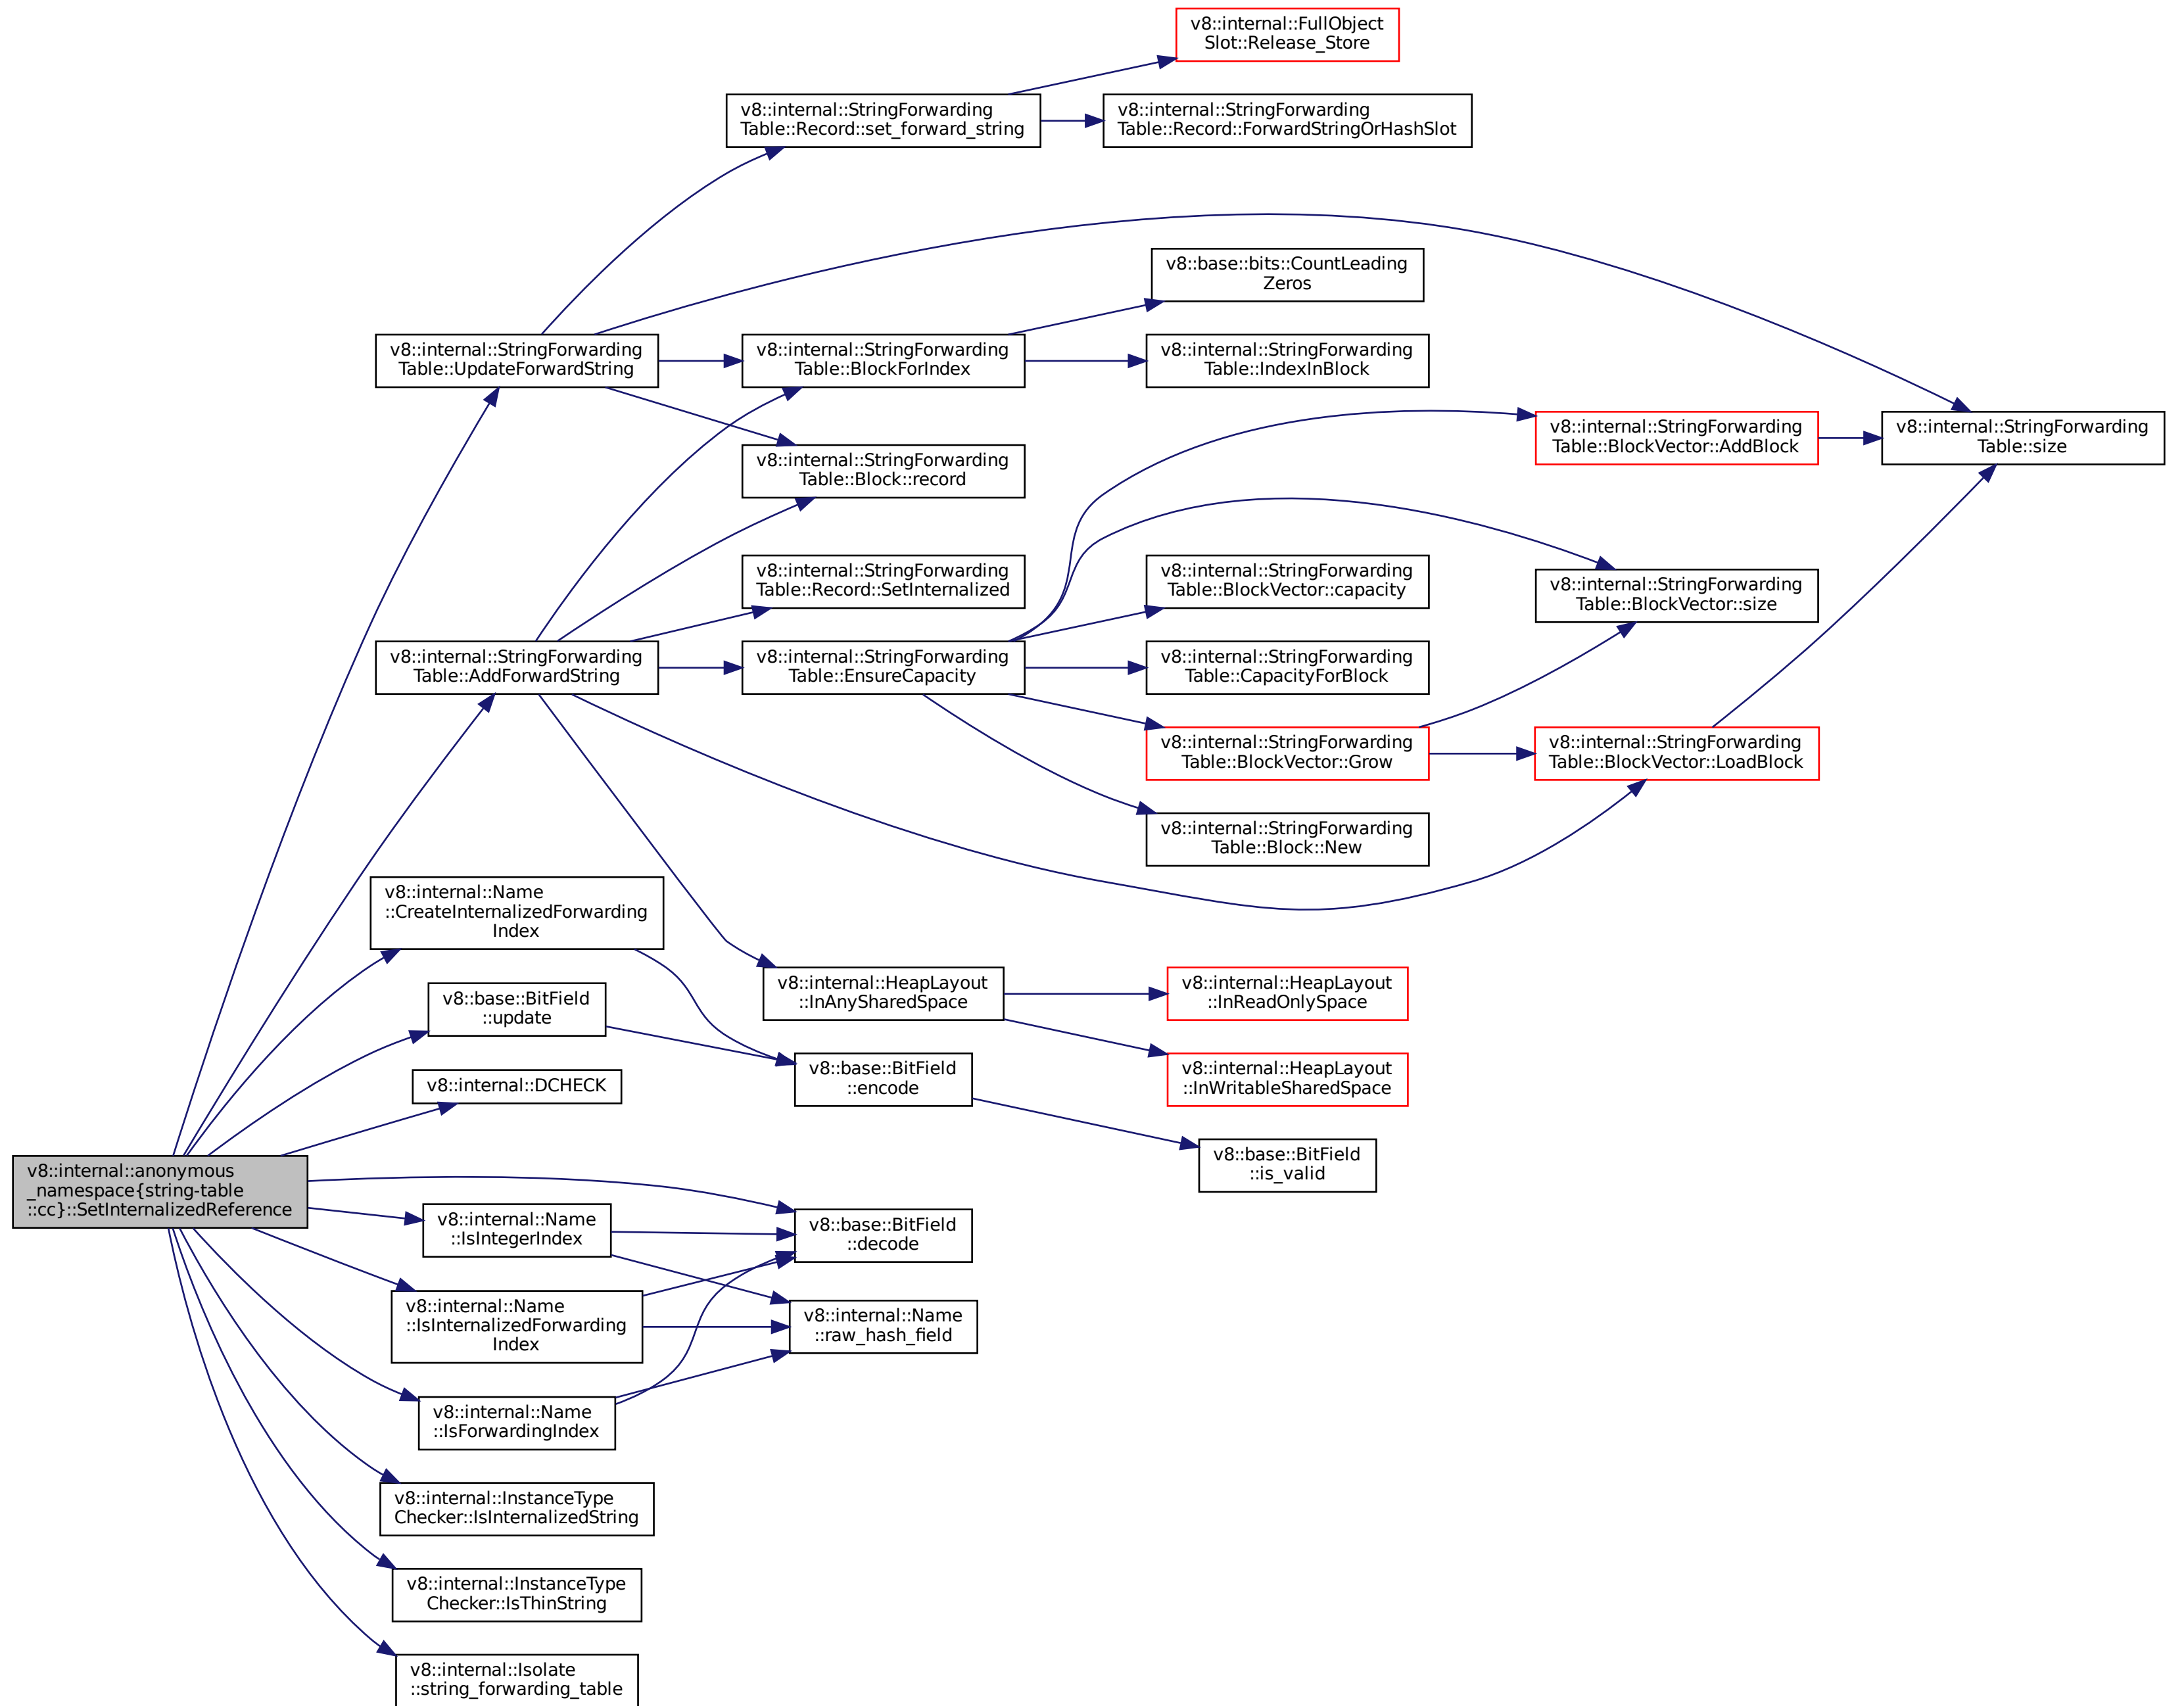 v8::internal::FullObject
Slot::Release_Store
v8::internal::StringForwarding
Table::Record::set_forward_string
v8::internal::StringForwarding
Table::Record::ForwardStringOrHashSlot
v8::base::bits::CountLeading
Zeros
v8::internal::StringForwarding
Table::UpdateForwardString
v8::internal::StringForwarding
Table::BlockForIndex
v8::internal::StringForwarding
Table::IndexInBlock
v8::internal::StringForwarding
Table::BlockVector::AddBlock
v8::internal::StringForwarding
Table::size
v8::internal::StringForwarding
Table::Block::record
v8::internal::StringForwarding
Table::Record::SetInternalized
v8::internal::StringForwarding
Table::BlockVector::capacity
v8::internal::StringForwarding
Table::BlockVector::size
v8::internal::StringForwarding
Table::AddForwardString
v8::internal::StringForwarding
Table::EnsureCapacity
v8::internal::StringForwarding
Table::CapacityForBlock
v8::internal::StringForwarding
Table::BlockVector::Grow
v8::internal::StringForwarding
Table::BlockVector::LoadBlock
v8::internal::StringForwarding
Table::Block::New
v8::internal::Name
::CreateInternalizedForwarding
Index
v8::internal::HeapLayout
::InAnySharedSpace
v8::internal::HeapLayout
::InReadOnlySpace
v8::base::BitField
::update
v8::base::BitField
::encode
v8::internal::HeapLayout
::InWritableSharedSpace
v8::internal::DCHECK
v8::base::BitField
::is_valid
v8::internal::anonymous
_namespace{string-table
::cc}::SetInternalizedReference
v8::internal::Name
::IsIntegerIndex
v8::base::BitField
::decode
v8::internal::Name
::IsInternalizedForwarding
Index
v8::internal::Name
::raw_hash_field
v8::internal::Name
::IsForwardingIndex
v8::internal::InstanceType
Checker::IsInternalizedString
v8::internal::InstanceType
Checker::IsThinString
v8::internal::Isolate
::string_forwarding_table